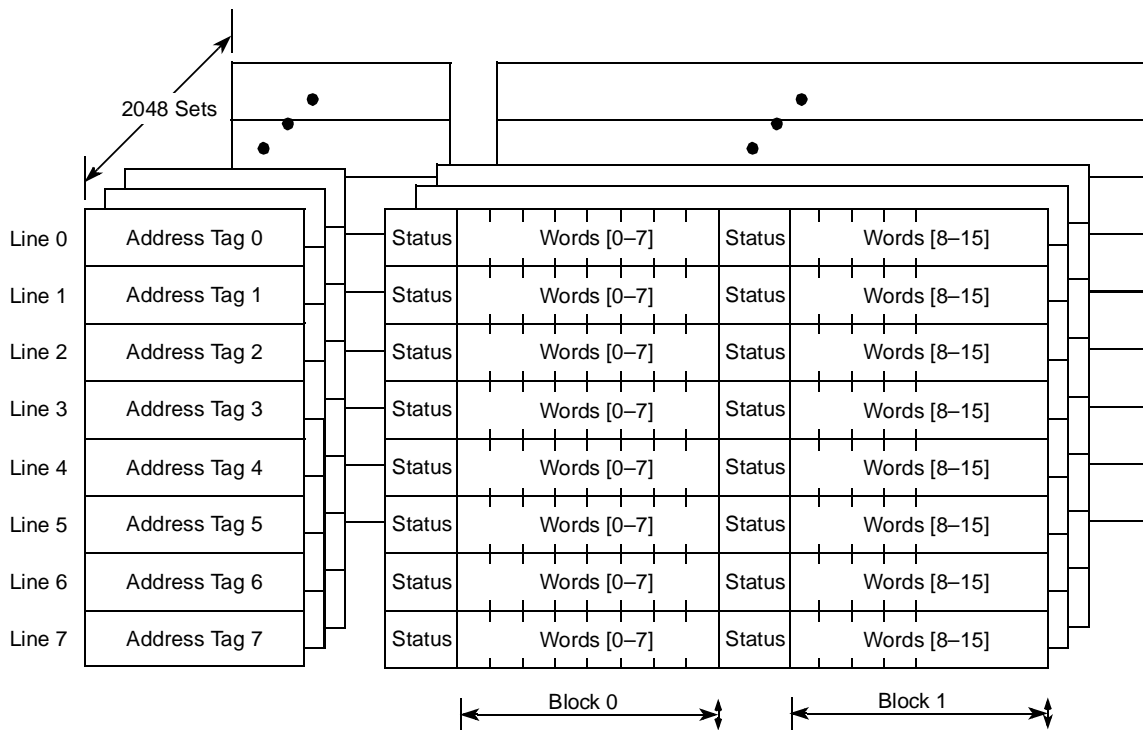 2048 Sets
Line 0 Address Tag 0 Status Words [0–7] Status Words [8–15]
Line 1 Address Tag 1 Status Words [0–7] Status Words [8–15]
Line 2 Address Tag 2 Status Words [0–7] Status Words [8–15]
Line 3 Address Tag 3 Status Words [0–7] Status Words [8–15]
Line 4 Address Tag 4 Status Words [0–7] Status Words [8–15]
Line 5 Address Tag 5 Status Words [0–7] Status Words [8–15]
Line 6 Address Tag 6 Status Words [0–7] Status Words [8–15]
Line 7 Address Tag 7 Status Words [0–7] Status Words [8–15]
Block 0 Block 1